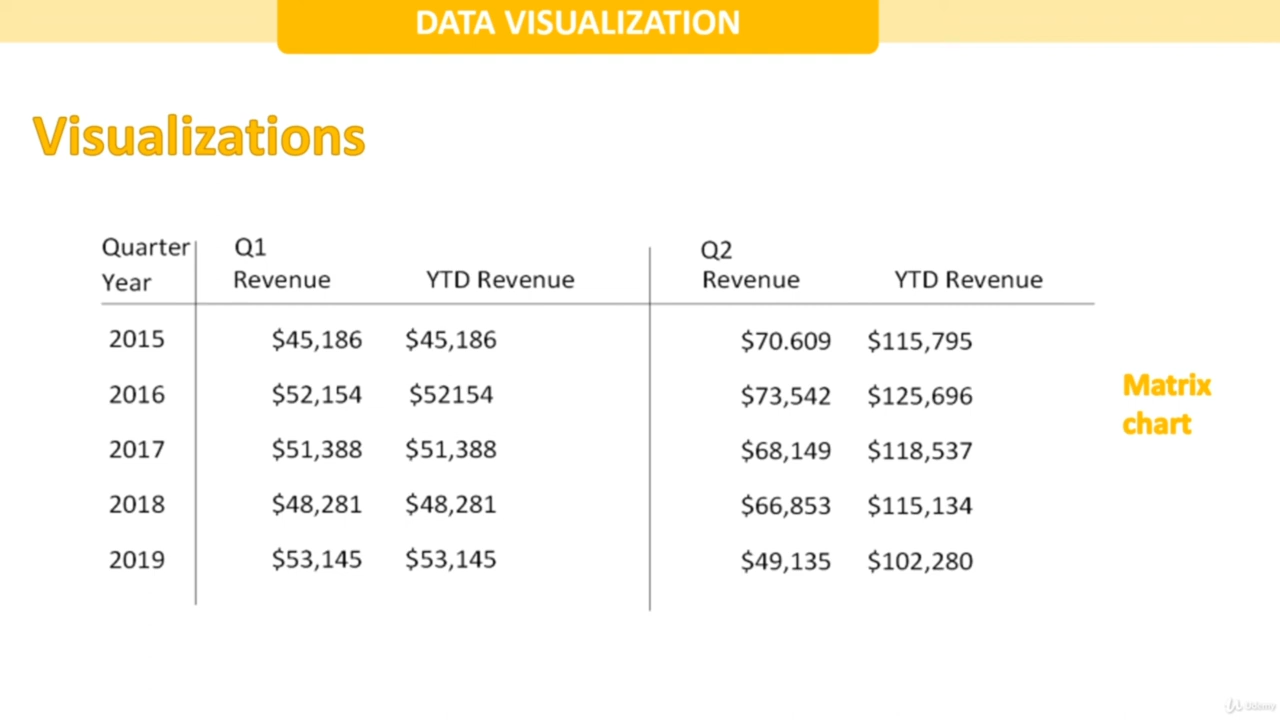 DATA VISUALIZATION
Visualizations
Quarter Q1 Q2
Year Revenue YTD Revenue Revenue YTD Revenue
2015 $45,186 $45,186 $70.609 $115,795
2016 $52,154 $52154 $73,542 $125,696
2017 $51,388 $51,388 $68,149 $118,537
2018 $48,281 $48,281 $66,853 $115,134
2019 $53,145 $53,145 $49,135 $102,280
Matrix
chart
Udemy